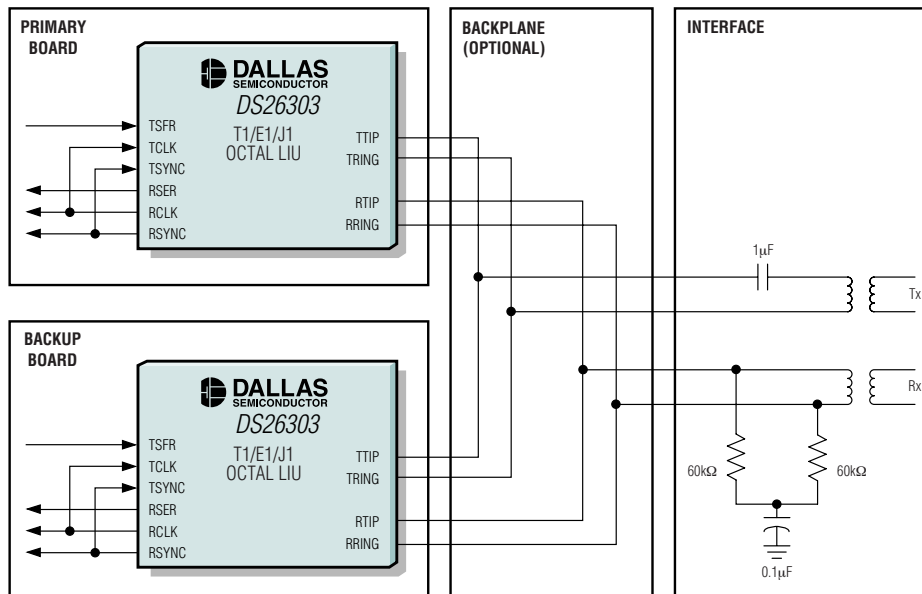 PRIMARY
BOARD
DALLAS
SEMICONDUCTOR
DS26303
T1/E1/J1
OCTAL LIU
TSFR
TCLK
TSYNC
RSER
RCLK
RSYNC
TTIP
TRING
RTIP
RRING
BACKUP
BOARD
DALLAS
SEMICONDUCTOR
DS26303
T1/E1/J1
OCTAL LIU
TSFR
TCLK
TSYNC
RSER
RCLK
RSYNC
TTIP
TRING
RTIP
RRING
BACKPLANE
(OPTIONAL)
INTERFACE
1µF
Tx
Rx
60kΩ
60kΩ
0.1µF